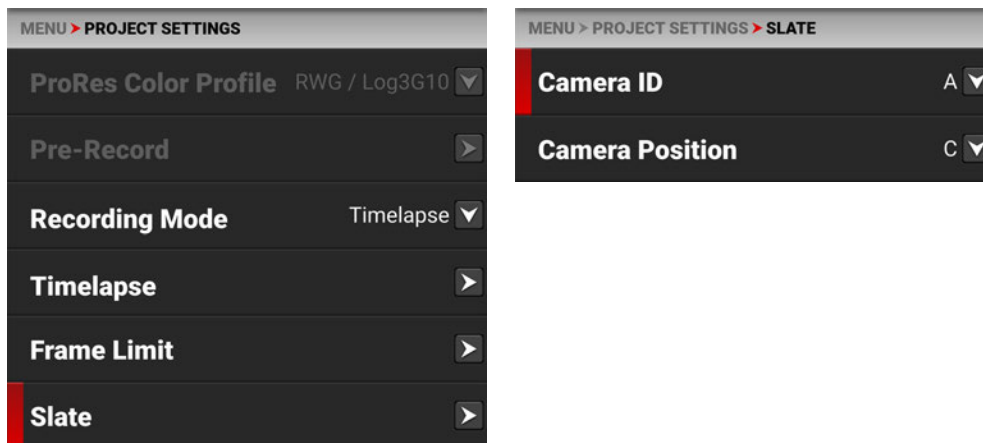 MENU > PROJECT SETTINGS
ProRes Color Profile RWG / Log3G10
Pre-Record
Recording Mode Timelapse
Timelapse
Frame Limit
Slate
MENU > PROJECT SETTINGS > SLATE
Camera ID A
Camera Position C